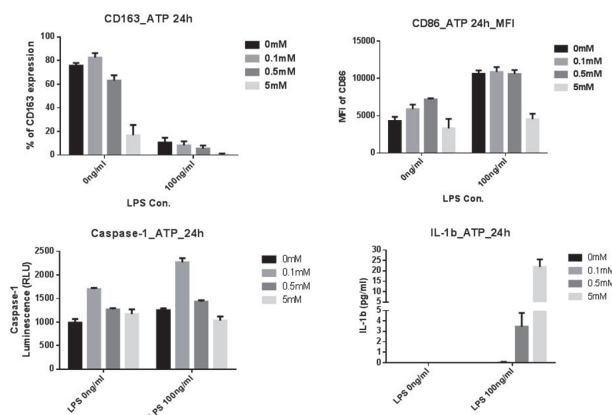 CD163_ATP 24h
% of CD163 expression
100
80
60
40
20
0
0ng/ml
100ng/ml
LPS Con.
0mM
0.1mM
0.5mM
5mM
CD86_ATP 24h_MFI
MFI of CD86
15000
10000
5000
0
0ng/ml
100ng/ml
LPS Con.
0mM
0.1mM
0.5mM
5mM
Caspase-1_ATP_24h
Caspase-1
Luminescence (RLU)
2500
2000
1500
1000
500
0
LPS 0ng/ml
LPS 100ng/ml
0mM
0.1mM
0.5mM
5mM
IL-1b_ATP_24h
IL-1b (pg/ml)
30
25
20
15
10
5
5
4
3
2
1
0
LPS 0ng/ml
LPS 100ng/ml
0mM
0.1mM
0.5mM
5mM